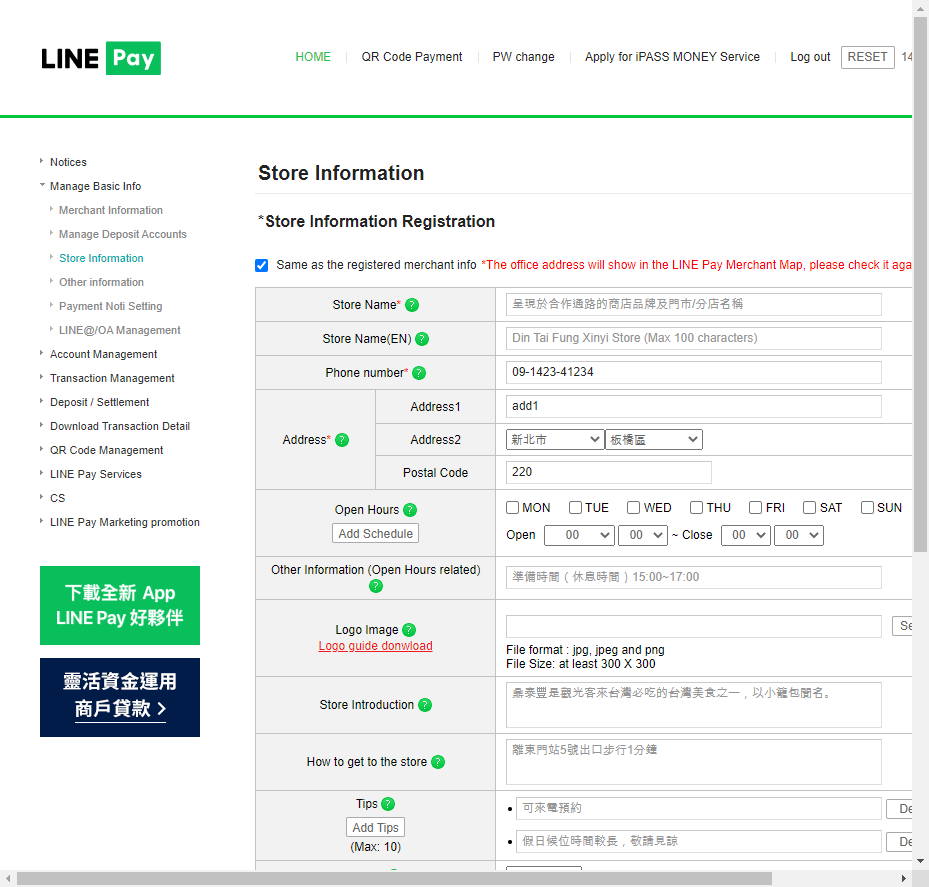 LINE Pay
HOME
QR Code Payment
PW change
Apply for iPASS MONEY Service
Log out
RESET
14
Notices
Manage Basic Info
Merchant Information
Manage Deposit Accounts
Store Information
Other information
Payment Noti Setting
LINE@/OA Management
Account Management
Transaction Management
Deposit / Settlement
Download Transaction Detail
QR Code Management
LINE Pay Services
CS
LINE Pay Marketing promotion
下載全新 App
LINE Pay 好夥伴
靈活資金運用
商戶貸款 >
Store Information
*Store Information Registration
Same as the registered merchant info *The office address will show in the LINE Pay Merchant Map, please check it aga
Store Name* ?
呈現於合作通路的商店品牌及門市/分店名稱
Store Name(EN) ?
Din Tai Fung Xinyi Store (Max 100 characters)
Phone number* ?
09-1423-41234
Address* ?
Address1
add1
Address2
新北市 板橋區
Postal Code
220
Open Hours ?
Add Schedule
MON TUE WED THU FRI SAT SUN
Open 00 00 ~ Close 00 00
Other Information (Open Hours related) ?
準備時間（休息時間）15:00~17:00
Logo Image ?
Logo guide donwload
Se
File format : jpg, jpeg and png
File Size: at least 300 X 300
Store Introduction ?
鼎泰豐是觀光客來台灣必吃的台灣美食之一，以小籠包聞名。
How to get to the store ?
離東門站5號出口步行1分鐘
Tips ?
Add Tips
(Max: 10)
• 可來電預約
De
• 假日候位時間較長，敬請見諒
De